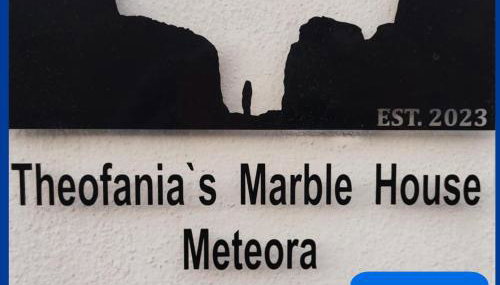 EST. 2023
Theofania`s Marble House
Meteora